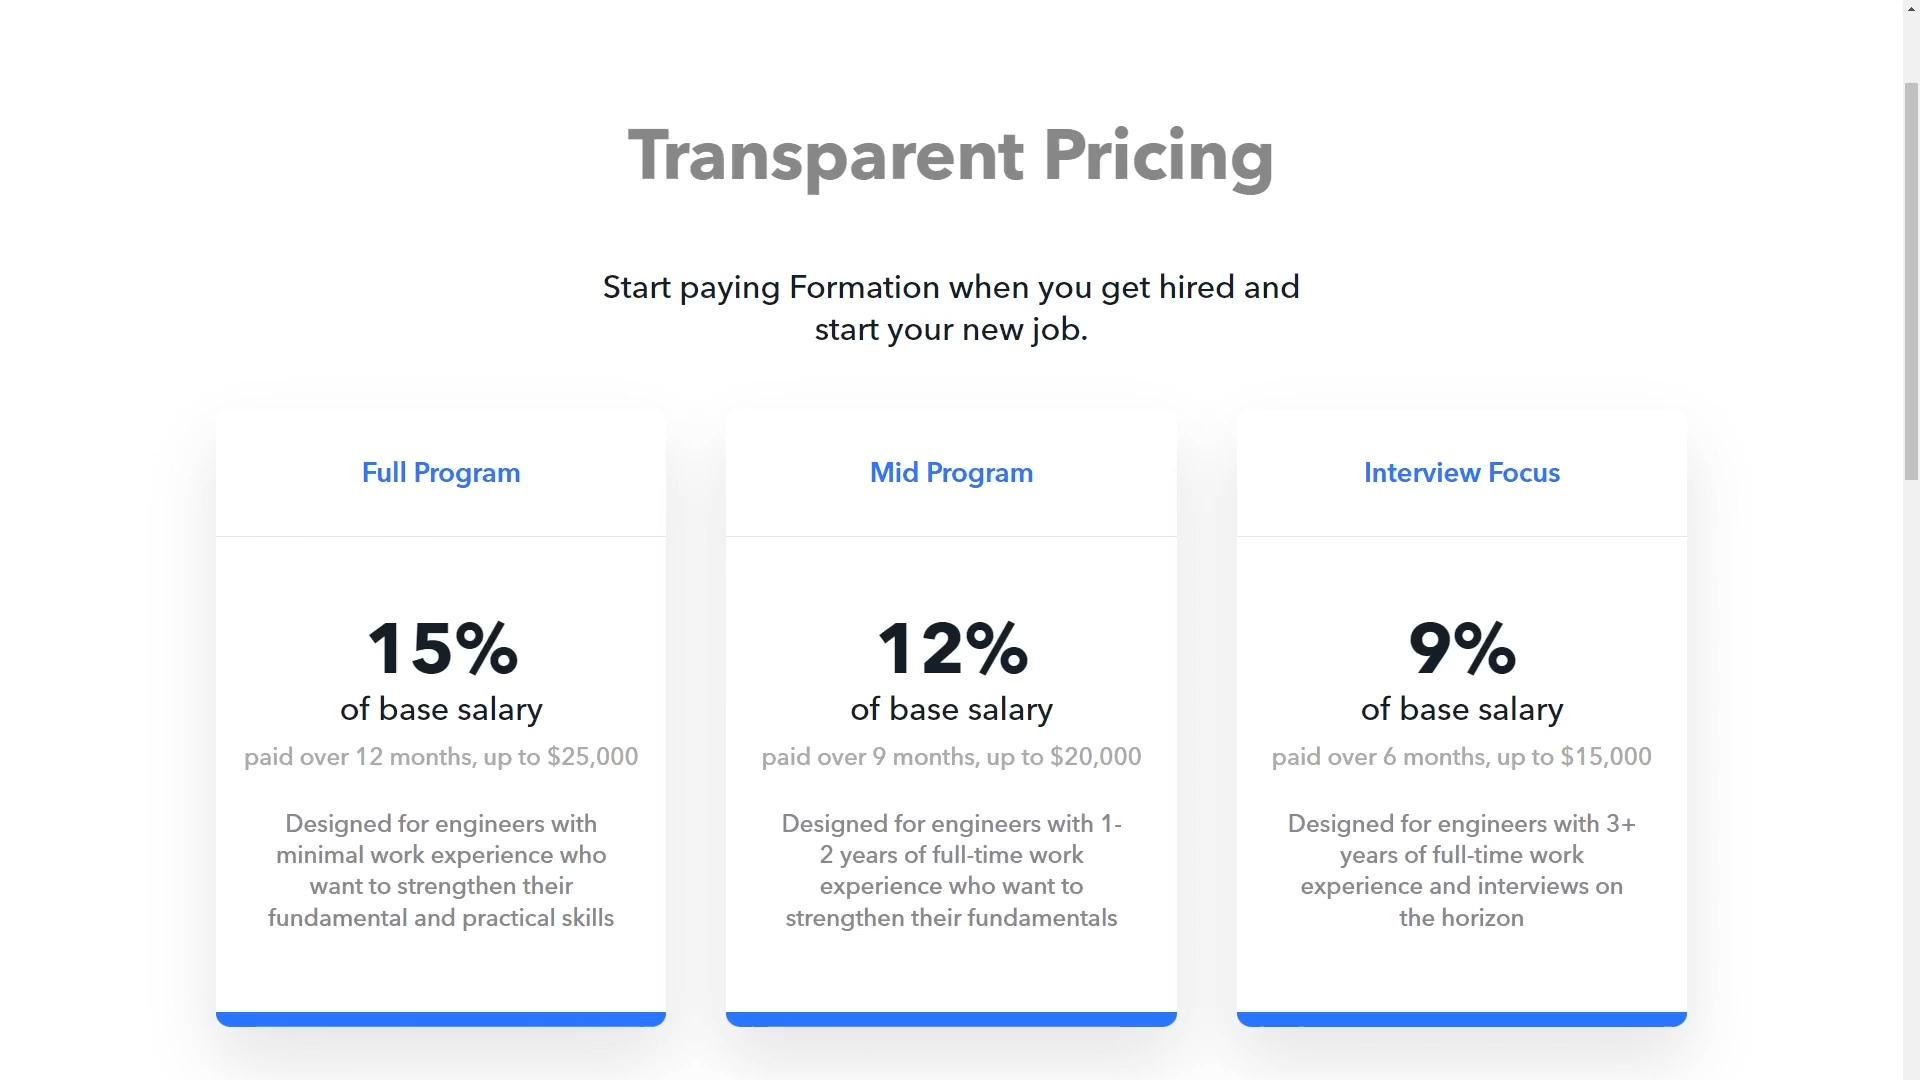 Transparent Pricing
Start paying Formation when you get hired and
start your new job.
Full Program
15%
of base salary
paid over 12 months, up to $25,000
Designed for engineers with
minimal work experience who
want to strengthen their
fundamental and practical skills
Mid Program
12%
of base salary
paid over 9 months, up to $20,000
Designed for engineers with 1-
2 years of full-time work
experience who want to
strengthen their fundamentals
Interview Focus
9%
of base salary
paid over 6 months, up to $15,000
Designed for engineers with 3+
years of full-time work
experience and interviews on
the horizon